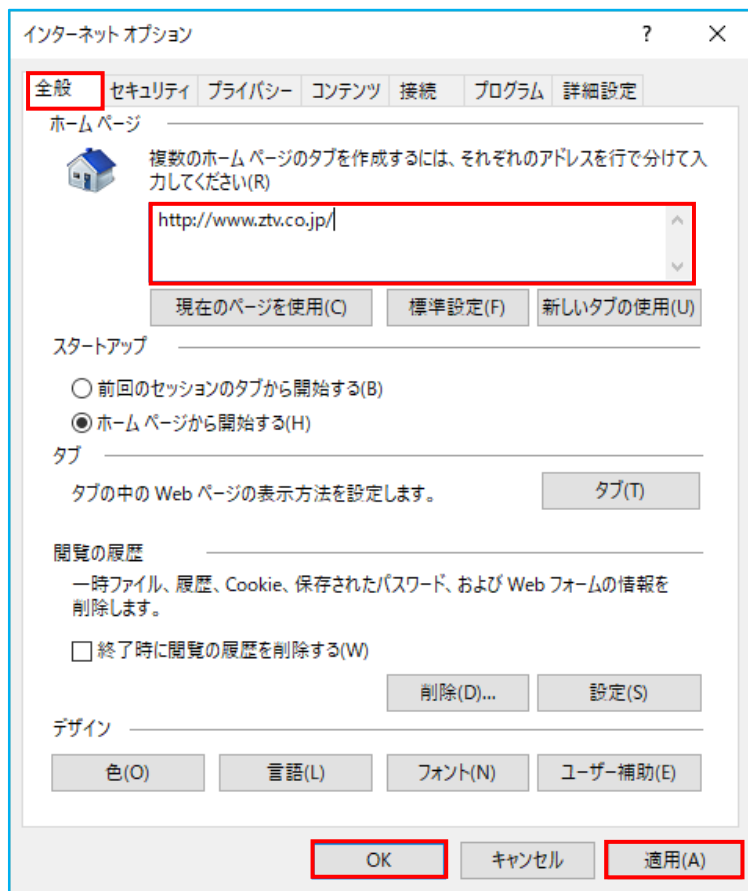 インターネット オプション ?
全般 セキュリティ プライバシー コンテンツ 接続 プログラム 詳細設定
ホーム ページ
複数のホーム ページのタブを作成するには、それぞれのアドレスを行で分けて入
力してください(R)
http://www.ztv.co.jp/
現在のページを使用(C) 標準設定(F) 新しいタブの使用(U)
スタートアップ
前回のセッションのタブから開始する(B)
ホーム ページから開始する(H)
タブ
タブの中の Web ページの表示方法を設定します。 タブ(T)
閲覧の履歴
一時ファイル、履歴、Cookie、保存されたパスワード、および Web フォームの情報を
削除します。
終了時に閲覧の履歴を削除する(W)
削除(D)... 設定(S)
デザイン
色(O) 言語(L) フォント(N) ユーザー補助(E)
OK キャンセル 適用(A)